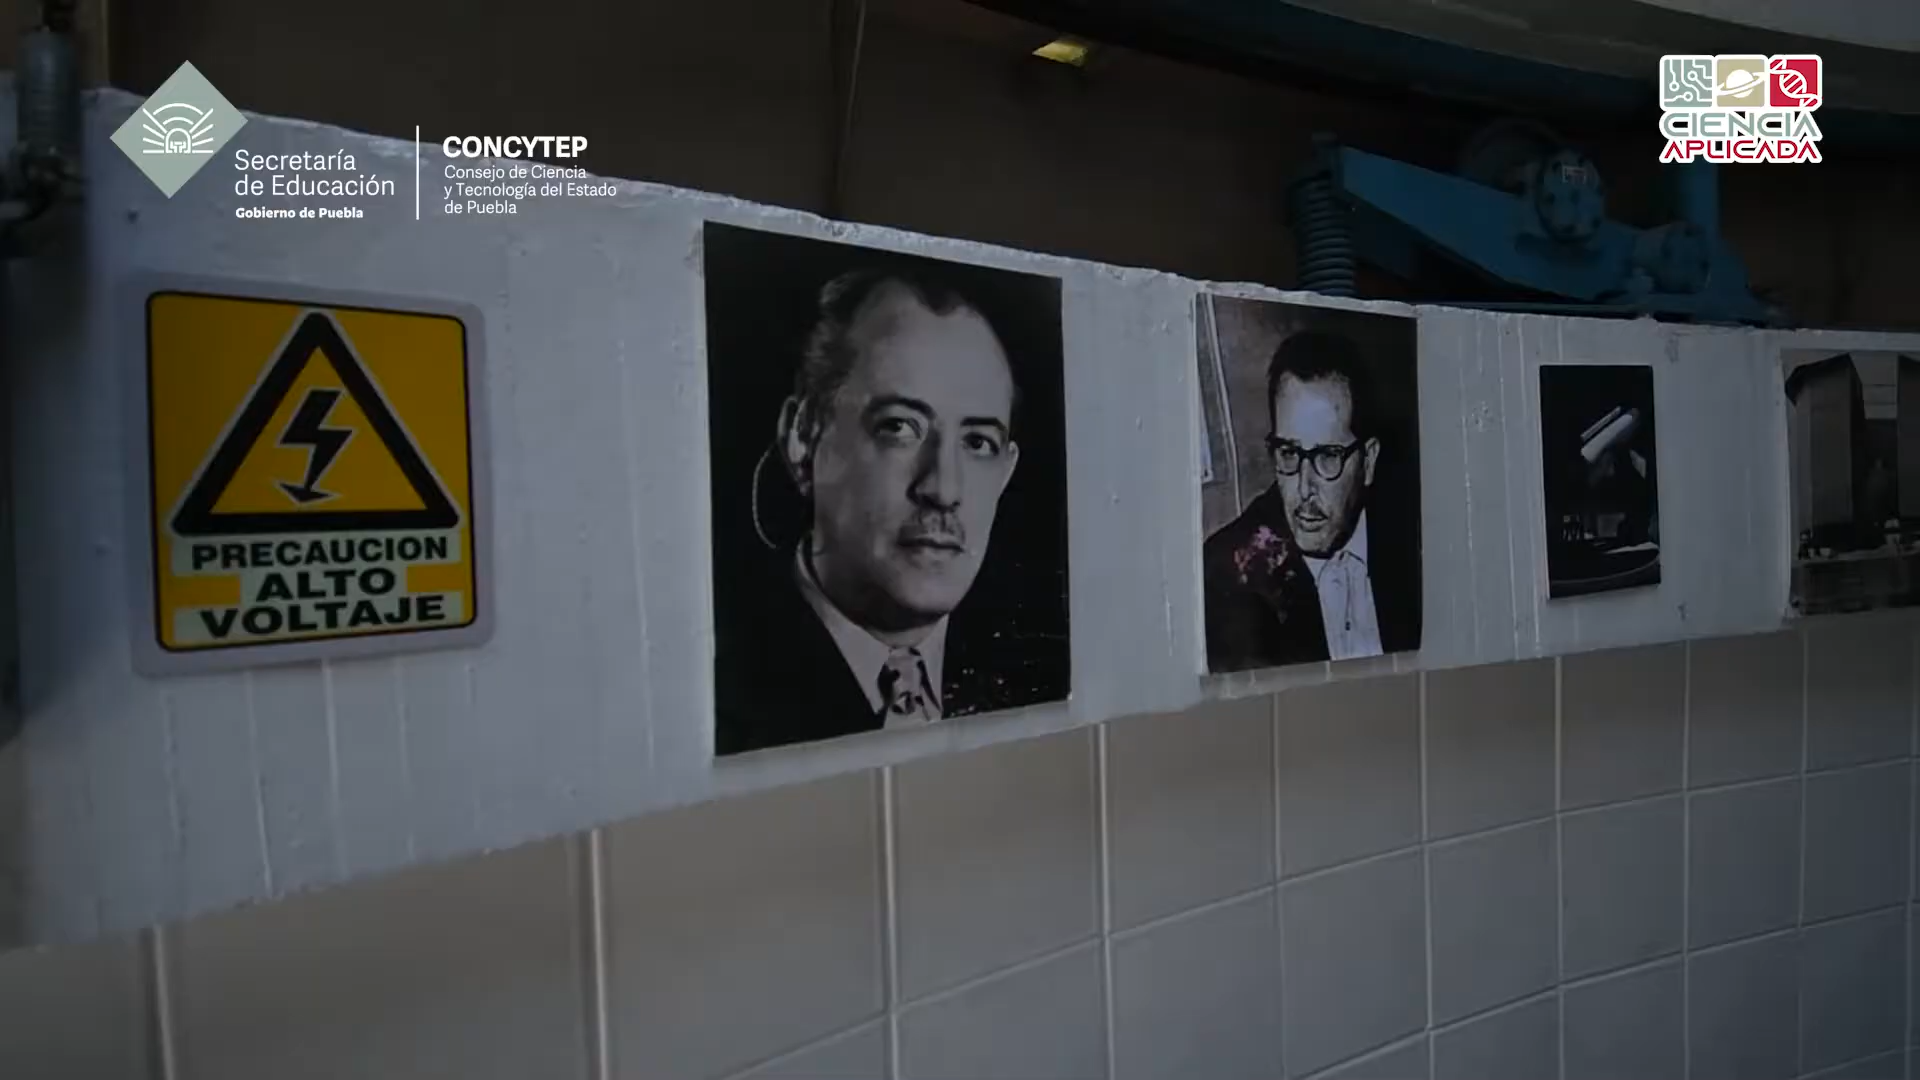 Secretaría
de Educación
Gobierno de Puebla
CONCYTEP
Consejo de Ciencia
y Tecnología del Estado
de Puebla
CIENCIA
APLICADA
PRECAUCION
ALTO
VOLTAJE